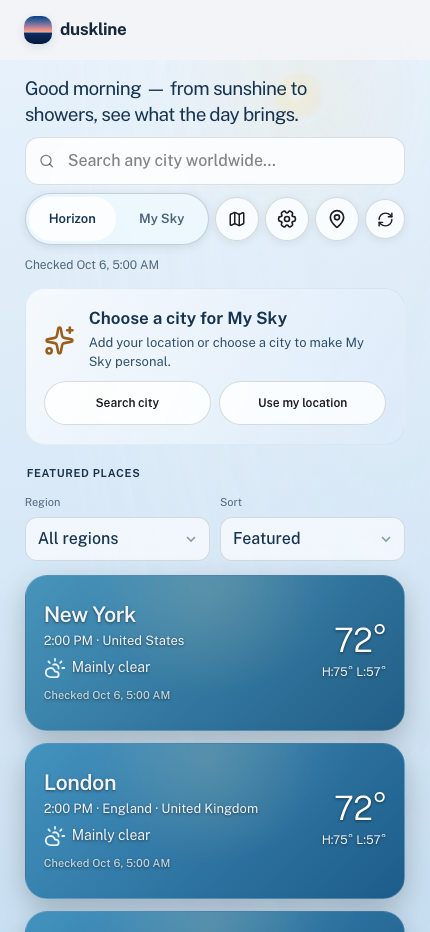 duskline
Good morning — from sunshine to
showers, see what the day brings.
Search any city worldwide...
Horizon
My Sky
Checked Oct 6, 5:00 AM
Choose a city for My Sky
Add your location or choose a city to make My
Sky personal.
Search city
Use my location
FEATURED PLACES
Region
Sort
All regions
Featured
New York
2:00 PM · United States
Mainly clear
Checked Oct 6, 5:00 AM
72°
H:75° L:57°
London
2:00 PM · England · United Kingdom
Mainly clear
Checked Oct 6, 5:00 AM
72°
H:75° L:57°